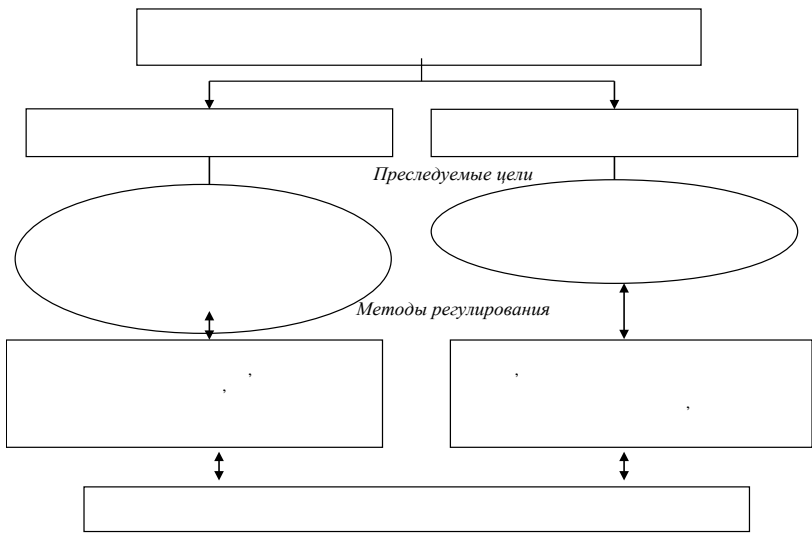 Преследуемые цели
Методы регулирования
, 
,
,
,